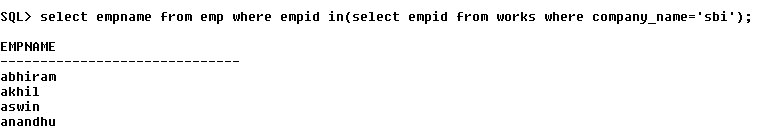 SQL> select empname from emp where empid in(select empid from works where company_name='sbi');
EMPNAME
------------------------------
abhiram
akhil
aswin
anandhu